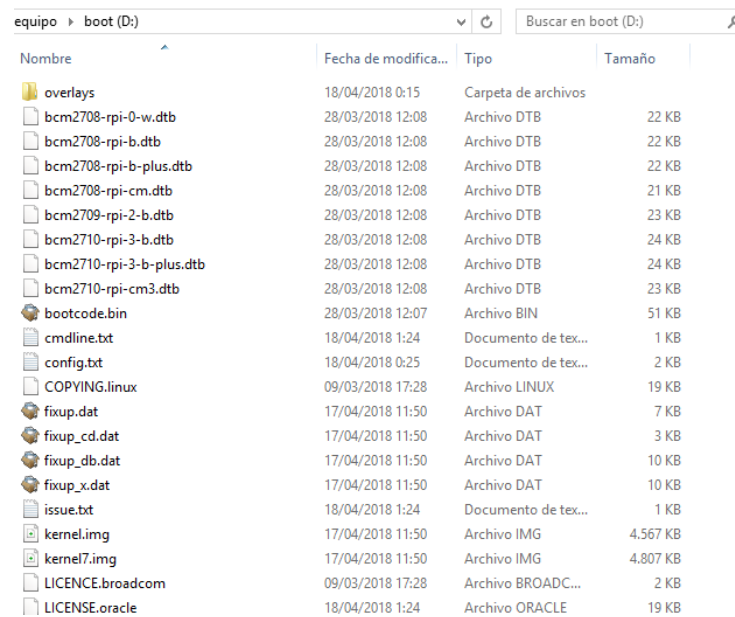 equipo boot (D:) Buscar en boot (D:)
Nombre Fecha de modifica... Tipo Tamaño
overlays 18/04/2018 0:15 Carpeta de archivos
bcm2708-rpi-0-w.dtb 28/03/2018 12:08 Archivo DTB 22 KB
bcm2708-rpi-b.dtb 28/03/2018 12:08 Archivo DTB 22 KB
bcm2708-rpi-b-plus.dtb 28/03/2018 12:08 Archivo DTB 22 KB
bcm2708-rpi-cm.dtb 28/03/2018 12:08 Archivo DTB 21 KB
bcm2709-rpi-2-b.dtb 28/03/2018 12:08 Archivo DTB 23 KB
bcm2710-rpi-3-b.dtb 28/03/2018 12:08 Archivo DTB 24 KB
bcm2710-rpi-3-b-plus.dtb 28/03/2018 12:08 Archivo DTB 24 KB
bcm2710-rpi-cm3.dtb 28/03/2018 12:08 Archivo DTB 23 KB
bootcode.bin 28/03/2018 12:07 Archivo BIN 51 KB
cmdline.txt 18/04/2018 1:24 Documento de tex... 1 KB
config.txt 18/04/2018 0:25 Documento de tex... 2 KB
COPYING.linux 09/03/2018 17:28 Archivo LINUX 19 KB
fixup.dat 17/04/2018 11:50 Archivo DAT 7 KB
fixup_cd.dat 17/04/2018 11:50 Archivo DAT 3 KB
fixup_db.dat 17/04/2018 11:50 Archivo DAT 10 KB
fixup_x.dat 17/04/2018 11:50 Archivo DAT 10 KB
issue.txt 18/04/2018 1:24 Documento de tex... 1 KB
kernel.img 17/04/2018 11:50 Archivo IMG 4.567 KB
kernel7.img 17/04/2018 11:50 Archivo IMG 4.807 KB
LICENCE.broadcom 09/03/2018 17:28 Archivo BROADC... 2 KB
LICENSE.oracle 18/04/2018 1:24 Archivo ORACLE 19 KB